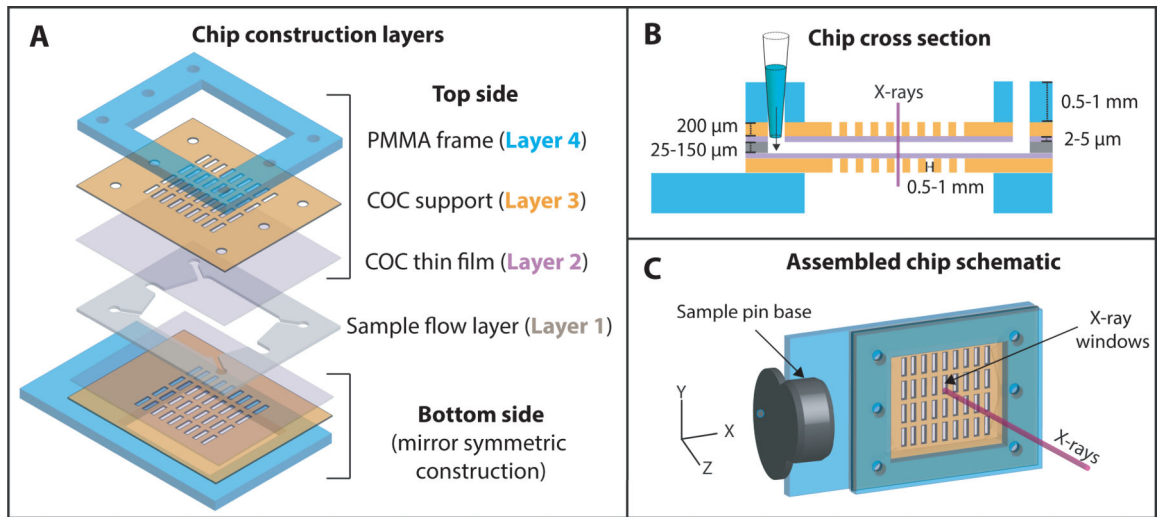 A
Chip construction layers
Top side
PMMA frame (Layer 4)
COC support (Layer 3)
COC thin film (Layer 2)
Sample flow layer (Layer 1)
Bottom side
(mirror symmetric
construction)
B
Chip cross section
X-rays
0.5-1 mm
200 µm
2-5 µm
25-150 µm
H
0.5-1 mm
C
Assembled chip schematic
Sample pin base
X-ray
windows
Y
X
Z
X-rays